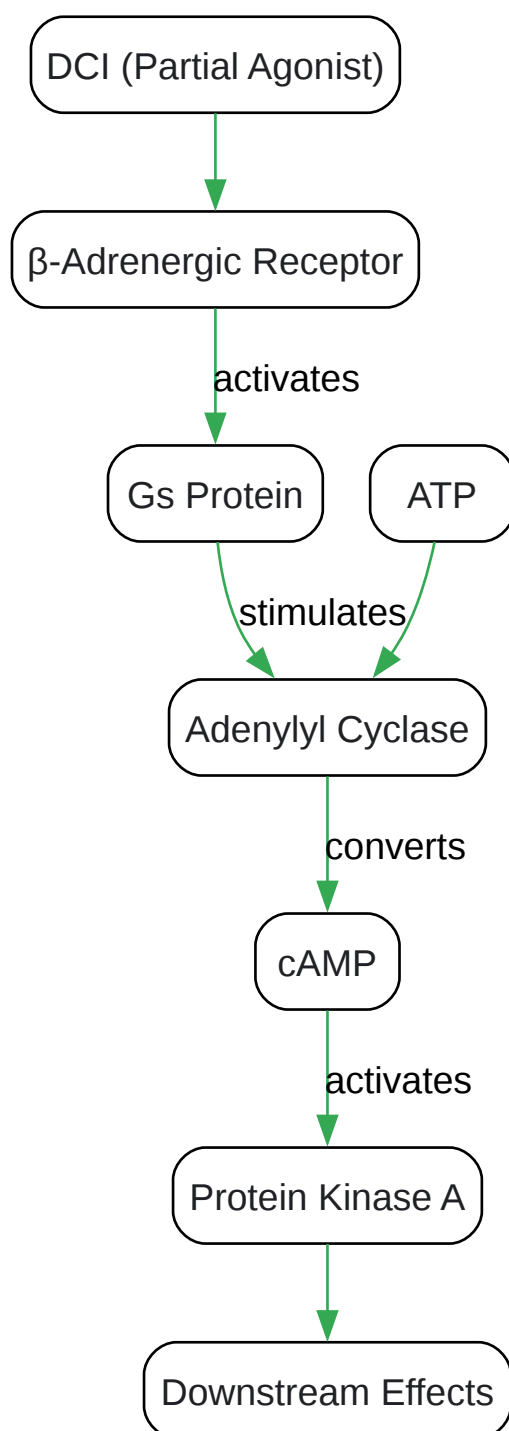 DCI (Partial Agonist)
β-Adrenergic Receptor
activates
Gs Protein
ATP
stimulates
Adenylyl Cyclase
converts
cAMP
activates
Protein Kinase A
Downstream Effects